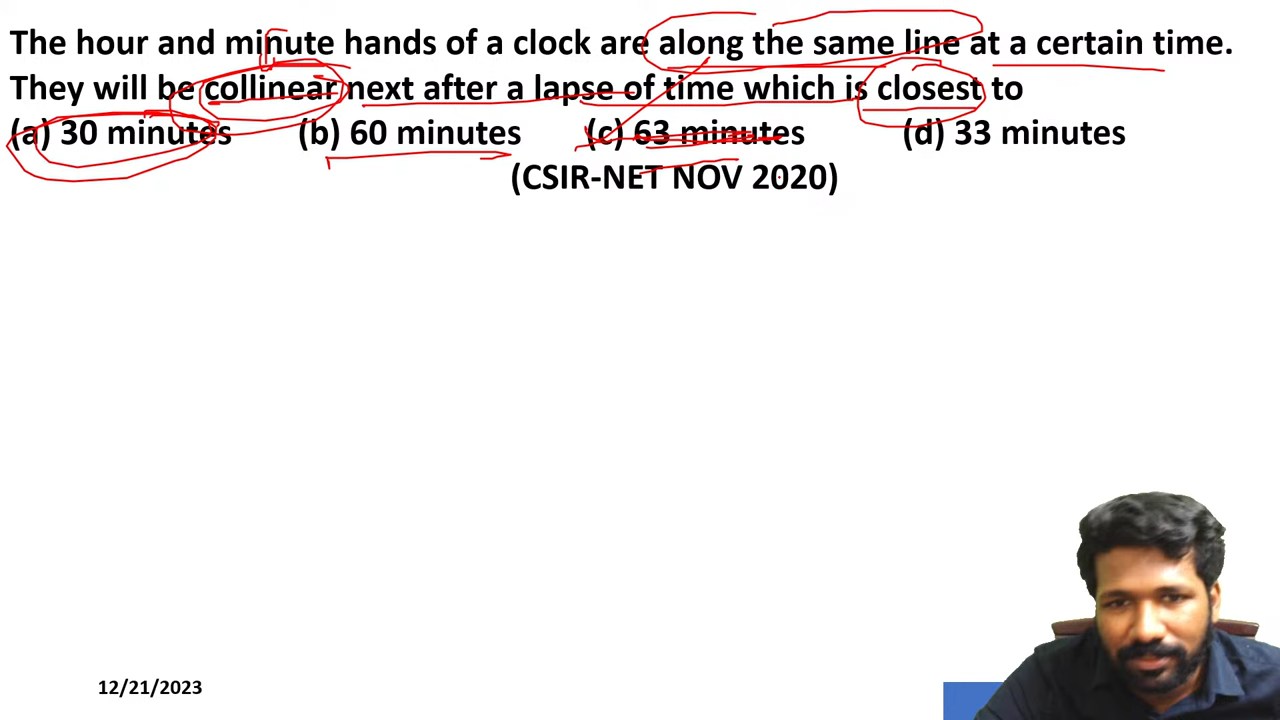 The hour and minute hands of a clock are along the same line at a certain time.
They will be collinear next after a lapse of time which is closest to
(a) 30 minutes (b) 60 minutes (c) 63 minutes (d) 33 minutes
(CSIR-NET NOV 2020)
12/21/2023